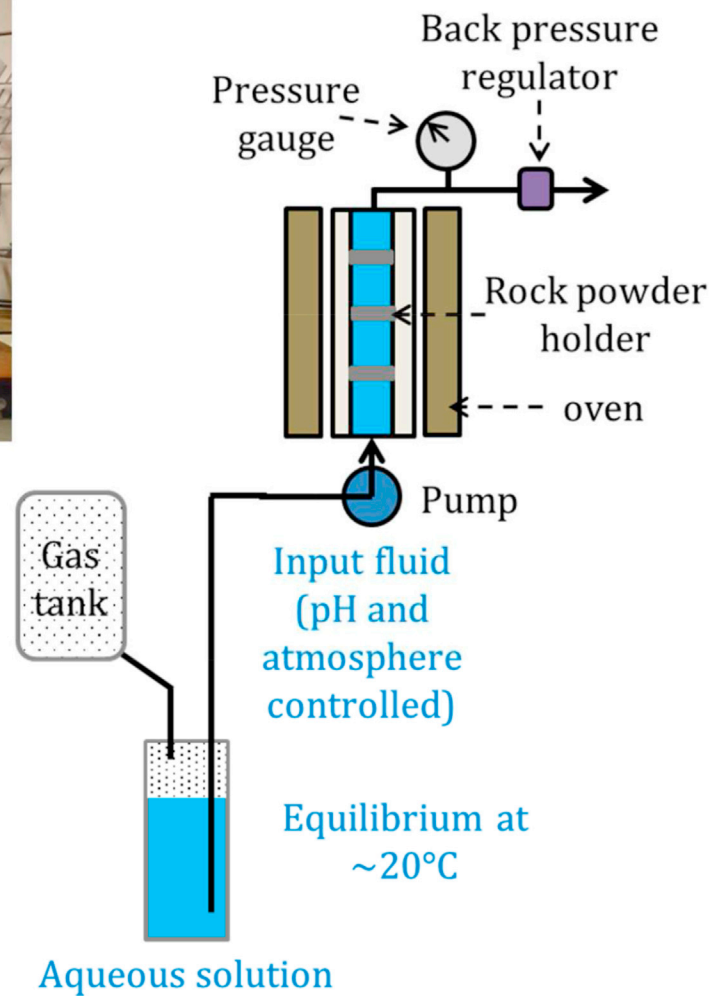 Back pressure
regulator
Pressure
gauge
Rock powder
holder
oven
Pump
Gas
tank
Input fluid
(pH and
atmosphere
controlled)
Equilibrium at
~20°C
Aqueous solution